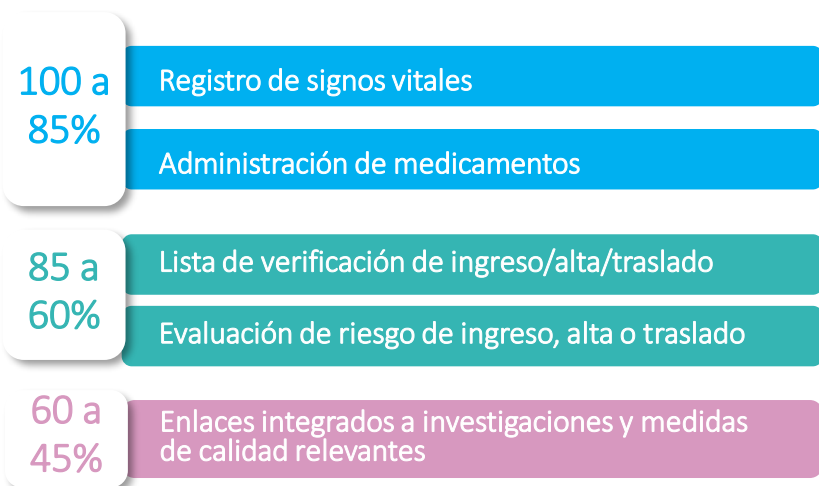 100 a
85%
Registro de signos vitales
Administración de medicamentos
85 a
60%
Lista de verificación de ingreso/alta/traslado
Evaluación de riesgo de ingreso, alta o traslado
60 a
45%
Enlaces integrados a investigaciones y medidas
de calidad relevantes